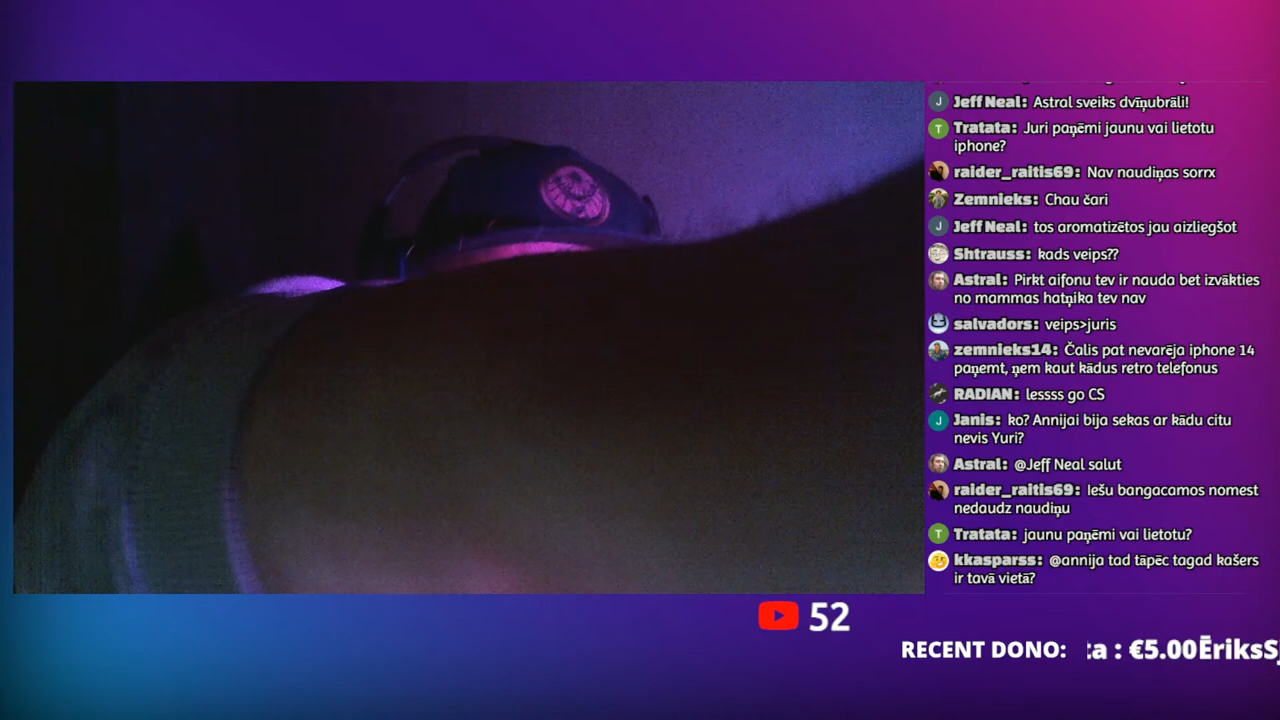 Jeff Neal: Astral sveiks dvīņubrāli!
Tratata: Juri paņēmi jaunu vai lietotu
iphone?
raider_raitis69: Nav naudiņas sorrx
Zemnieks: Chau čari
Jeff Neal: tos aromatizētos jau aizliegšot
Shtrauss: kads veips??
Astral: Pirkt aifonu tev ir nauda bet izvākties
no mammas hatņika tev nav
salvadors: veips>juris
zemnieks14: Čalis pat nevarēja iphone 14
paņemt, ņem kaut kādus retro telefonus
RADIAN: lessss go CS
Janis: ko? Annijai bija sekas ar kādu citu
nevis Yuri?
Astral: @Jeff Neal salut
raider_raitis69: Iešu bangacamos nomest
nedaudz naudiņu
Tratata: jaunu paņēmi vai lietotu?
kkasparss: @annija tad tāpēc tagad kašers
ir tavā vietā?
52
RECENT DONO: ta : €5.00ĒriksS